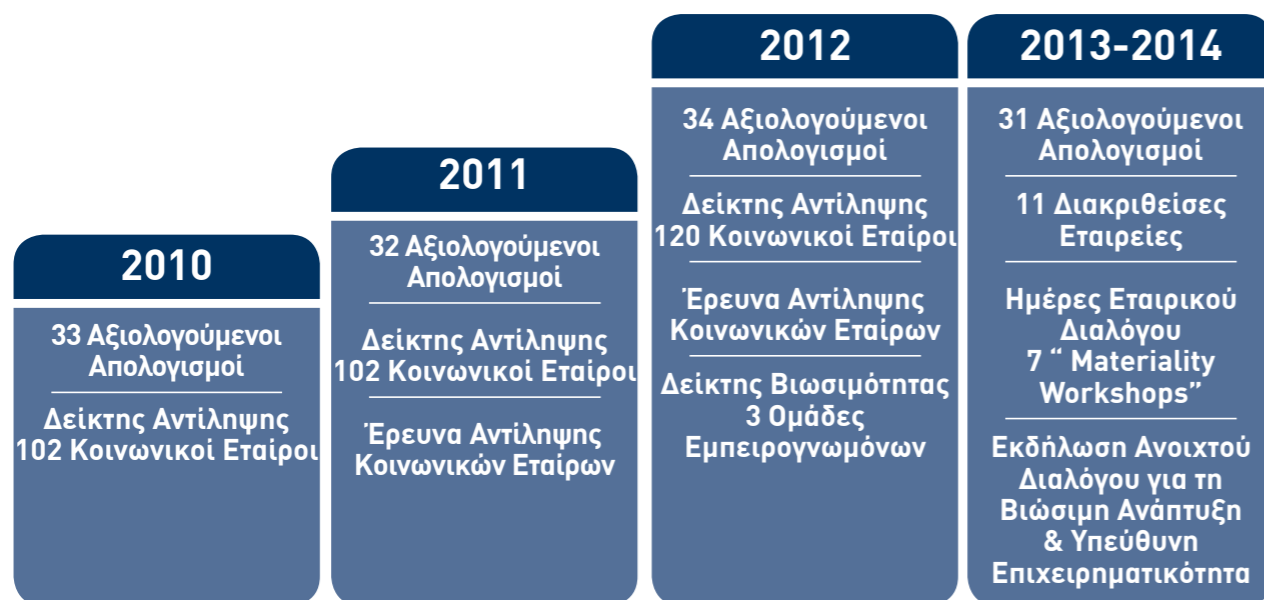 2010
33 Αξιολογούμενοι
Απολογισμοί
Δείκτης Αντίληψης
102 Κοινωνικοί Εταίροι
2011
32 Αξιολογούμενοι
Απολογισμοί
Δείκτης Αντίληψης
102 Κοινωνικοί Εταίροι
Έρευνα Αντίληψης
Κοινωνικών Εταίρων
2012
34 Αξιολογούμενοι
Απολογισμοί
Δείκτης Αντίληψης
120 Κοινωνικοί Εταίροι
Έρευνα Αντίληψης
Κοινωνικών Εταίρων
Δείκτης Βιωσιμότητας
3 Ομάδες
Εμπειρογνωμόνων
2013-2014
31 Αξιολογούμενοι
Απολογισμοί
11 Διακριθείσες
Εταιρείες
Ημέρες Εταιρικού
Διαλόγου
7 “ Materiality
Workshops”
Εκδήλωση Ανοιχτού
Διαλόγου για τη
Βιώσιμη Ανάπτυξη
& Υπεύθυνη
Επιχειρηματικότητα